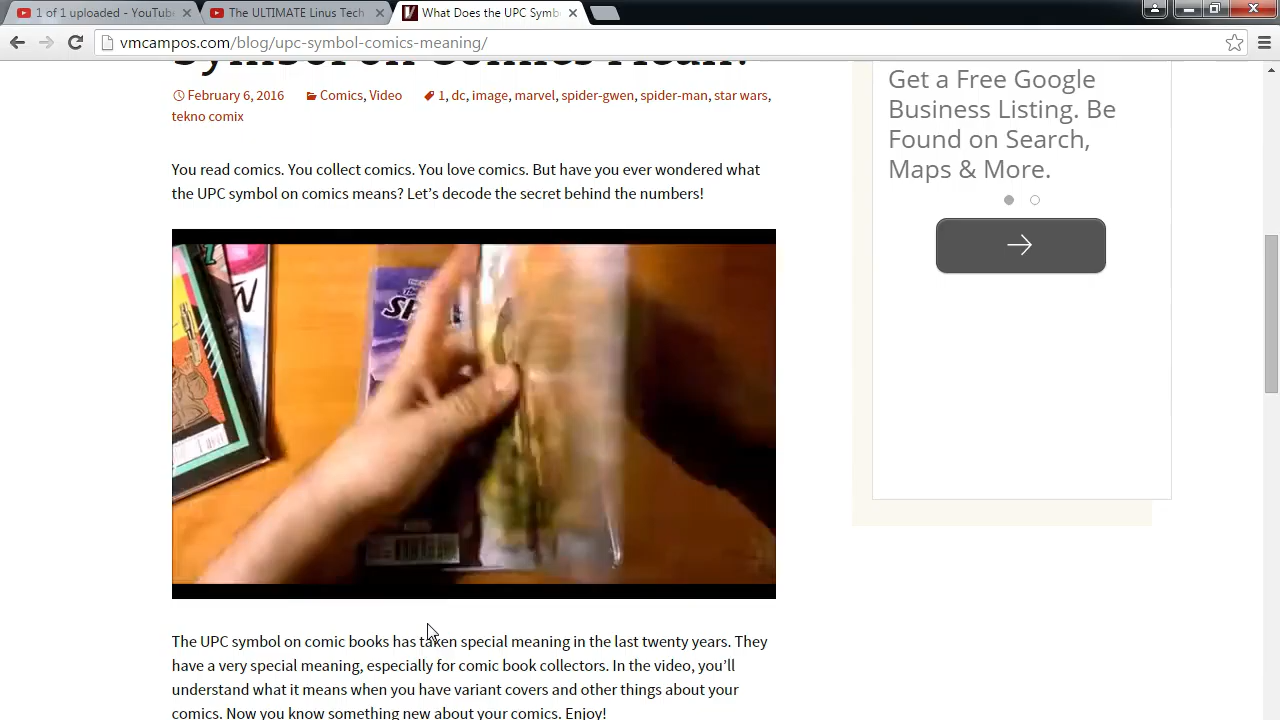 1 of 1 uploaded - YouTub
The ULTIMATE Linus Tech
What Does the UPC Symb
vmcampos.com/blog/upc-symbol-comics-meaning/
Symbol on Comics Mean?
February 6, 2016 Comics, Video 1, dc, image, marvel, spider-gwen, spider-man, star wars,
tekno comix
You read comics. You collect comics. You love comics. But have you ever wondered what
the UPC symbol on comics means? Let's decode the secret behind the numbers!
The UPC symbol on comic books has taken special meaning in the last twenty years. They
have a very special meaning, especially for comic book collectors. In the video, you'll
understand what it means when you have variant covers and other things about your
comics. Now you know something new about your comics. Enjoy!
Get a Free Google
Business Listing. Be
Found on Search,
Maps & More.